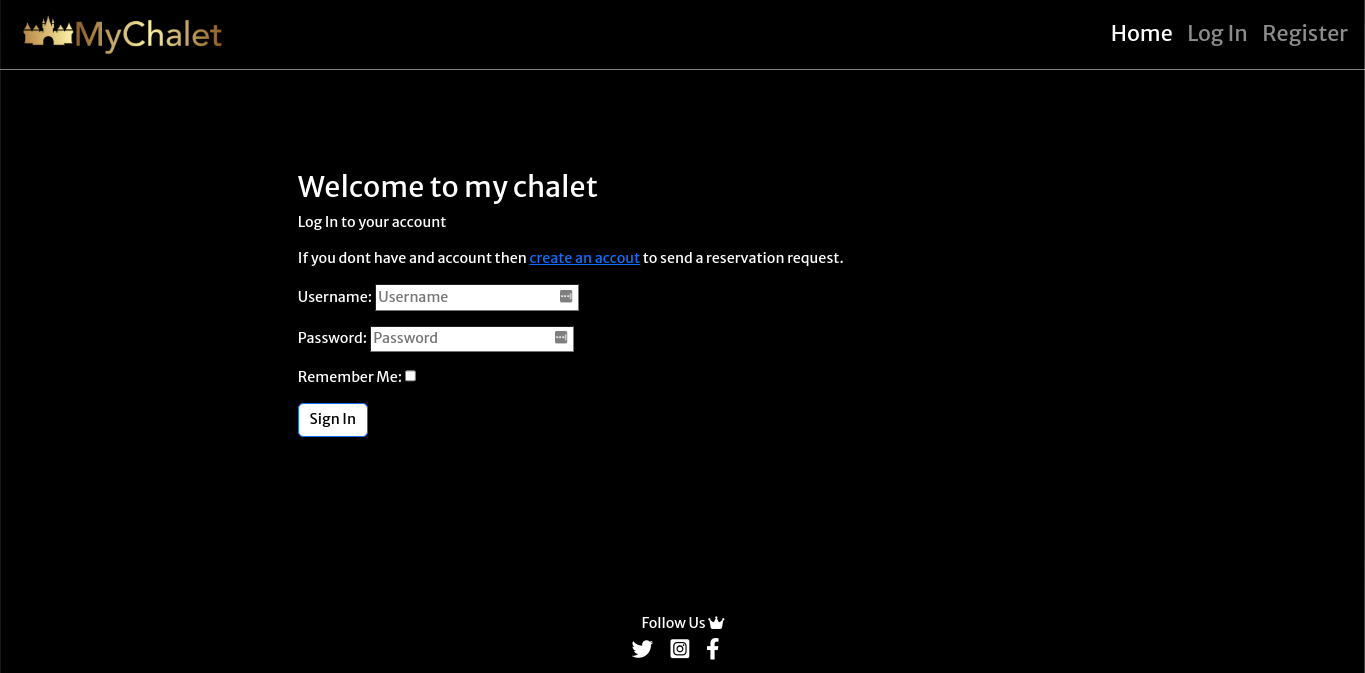 MyChalet
Home Log In Register
Welcome to my chalet
Log In to your account
If you dont have and account then create an accout to send a reservation request.
Username: Username
Password: Password
Remember Me:
Sign In
Follow Us